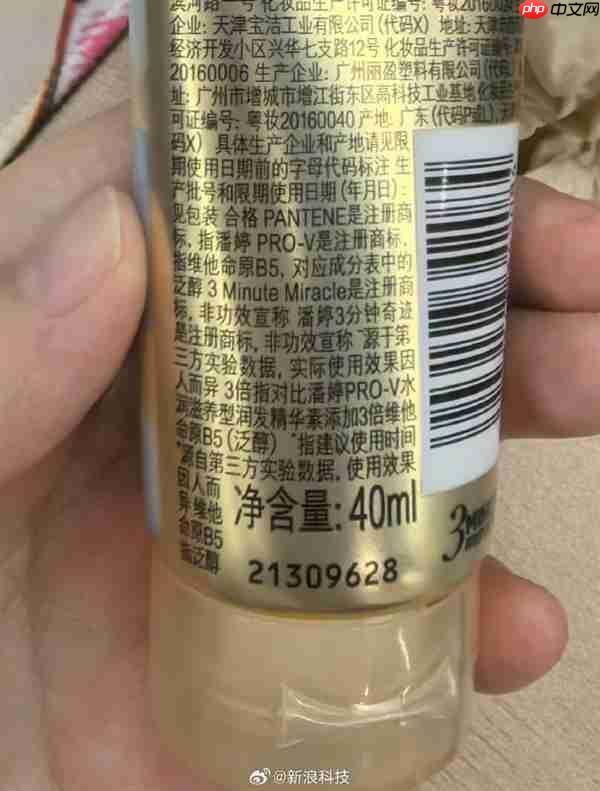 php 中文网
滨河路一号 化妆品生产许可证编号: 粤妆2016000
企业: 天津宝洁工业有限公司(代码X) 地址: 天津
经济开发小区兴华七支路12号 化妆品生产许可证编号:
20160006 生产企业: 广州丽盈塑料有限公司(代码
址: 广州市增城市增江街东区高科技工业基地 化妆
可证编号: 粤妆20160040 产地: 广东(代码P或L), 天
码X) 具体生产企业和产地请见限
期使用日期前的字母代码标注 生
产批号和限期使用日期 (年月日):
见包装 合格 PANTENE是注册商
标, 指潘婷 PRO-V是注册商标,
指维他命原B5, 对应成分表中的
泛醇 3 Minute Miracle是注册商
标, 非功效宣称 潘婷3分钟奇迹
是注册商标, 非功效宣称 *源于第
三方实验数据, 实际使用效果因
人而异 3倍指对比潘婷PRO-V水
润滋养型润发精华素添加3倍维他
命原B5 (泛醇) *指建议使用时间
*源自第三方实验数据, 使用效果
因人而
异 维他
命原B5
指泛醇
净含量: 40ml
3
21309628
@新浪科技